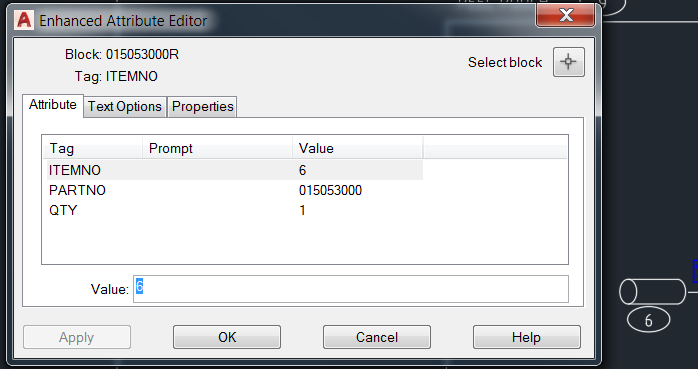 Enhanced Attribute Editor
Block: 015053000R
Tag: ITEMNO
Select block
Attribute Text Options Properties
Tag Prompt Value
ITEMNO 6
PARTNO 015053000
QTY 1
Value: 6
Apply OK Cancel Help
6